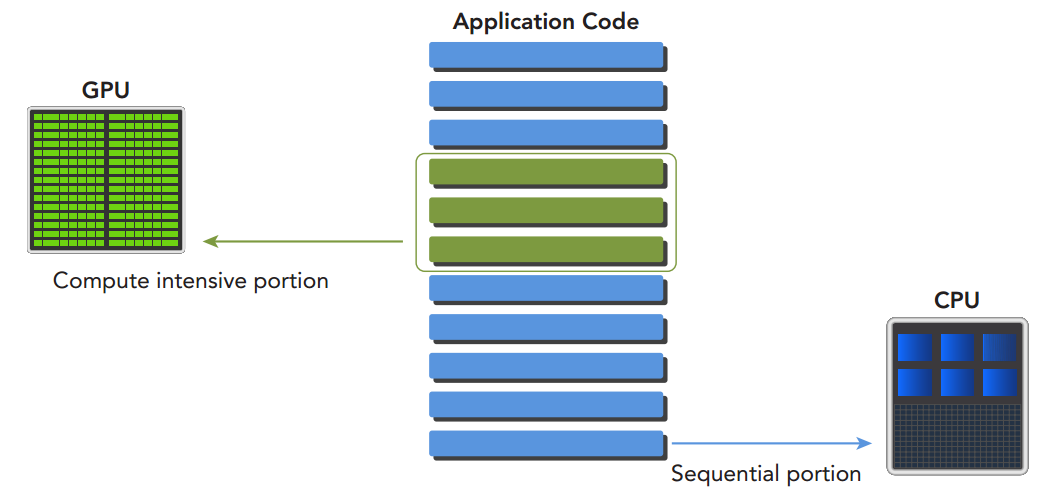 Application Code
GPU
Compute intensive portion
CPU
Sequential portion